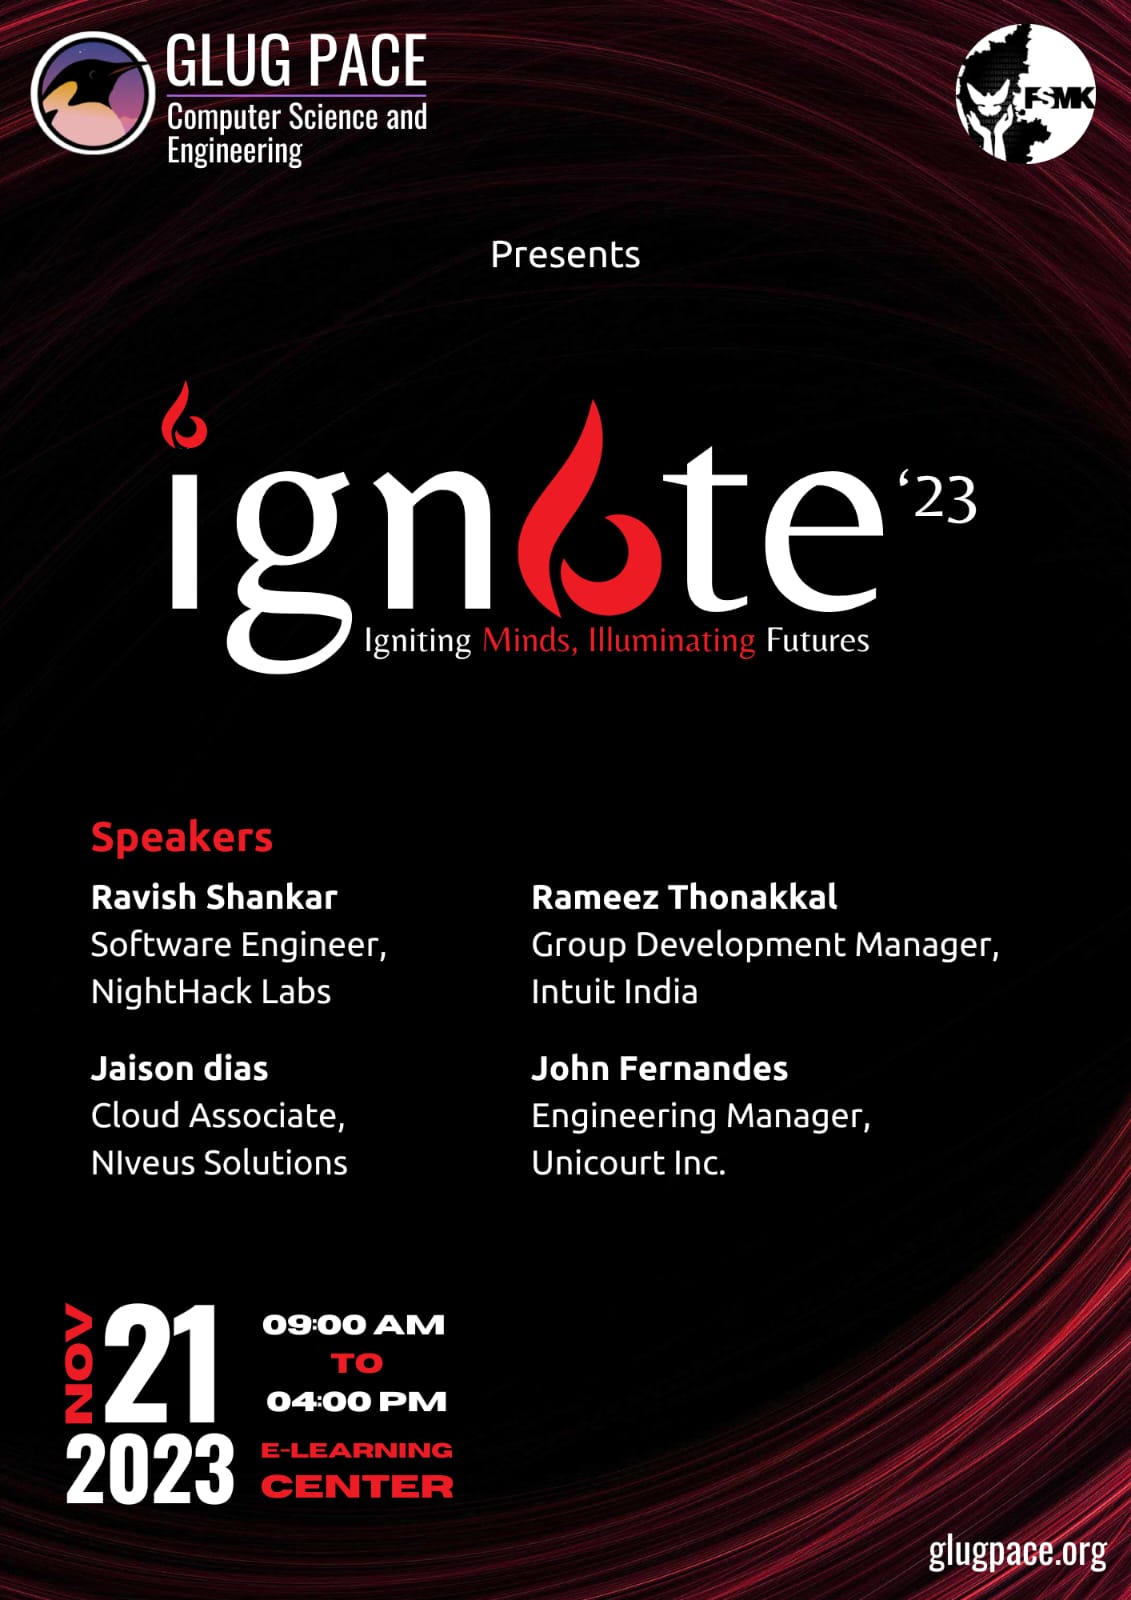 GLUG PACE
Computer Science and
Engineering
FSMK
Presents
ignite '23
Igniting Minds, Illuminating Futures
Speakers
Ravish Shankar
Software Engineer,
NightHack Labs
Rameez Thonakkal
Group Development Manager,
Intuit India
Jaison dias
Cloud Associate,
NIveus Solutions
John Fernandes
Engineering Manager,
Unicourt Inc.
NOV 21
2023
09:00 AM
TO
04:00 PM
E-LEARNING
CENTER
glugpace.org